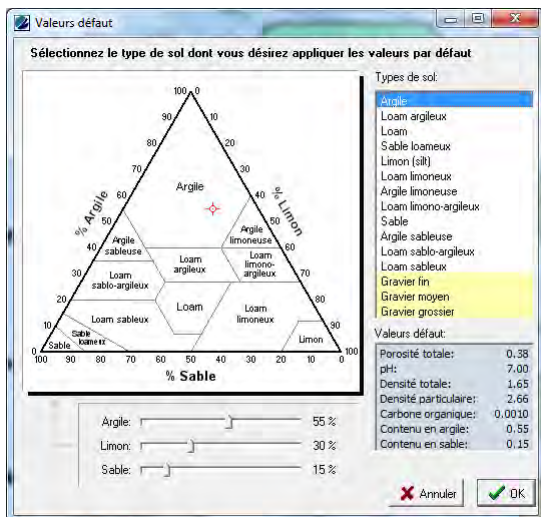 Valeurs défaut
Sélectionnez le type de sol dont vous désirez appliquer les valeurs par défaut
100 0
90 10
80 20
70 30
60 40
50 50
40 60
30 70
20 80
10 90
0 100
% Argile
% Limon
Argile
Argile sableuse
Argile limoneuse
Loam argileux
Loam limono-argileux
Loam sablo-argileux
Loam
Loam limoneux
Loam sableux
Sable loameux
Sable
Limon
100 90 80 70 60 50 40 30 20 10 0
% Sable
Types de sol:
Argile
Loam argileux
Loam
Sable loameux
Limon (silt)
Loam limoneux
Argile limoneuse
Loam limono-argileux
Sable
Argile sableuse
Loam sablo-argileux
Loam sableux
Gravier fin
Gravier moyen
Gravier grossier
Valeurs défaut:
Porosité totale: 0.38
pH: 7.00
Densité totale: 1.65
Densité particulaire: 2.66
Carbone organique: 0.0010
Contenu en argile: 0.55
Contenu en sable: 0.15
Argile: 55 %
Limon: 30 %
Sable: 15 %
Annuler
OK